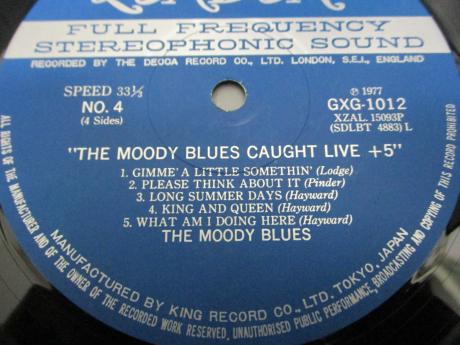 FULL FREQUENCY
STEREOPHONIC SOUND
RECORDED BY THE DECCA RECORD CO., LTD. LONDON, S.E.I., ENGLAND
SPEED 33⅓
NO. 4
(4 Sides)
℗ 1977
GXG-1012
XZAL. 15093P
(SDLBT 4883) L
"THE MOODY BLUES CAUGHT LIVE +5"
1. GIMME' A LITTLE SOMETHIN' (Lodge)
2. PLEASE THINK ABOUT IT (Pinder)
3. LONG SUMMER DAYS (Hayward)
4. KING AND QUEEN (Hayward)
5. WHAT AM I DOING HERE (Hayward)
THE MOODY BLUES
MANUFACTURED BY KING RECORD CO., LTD. TOKYO, JAPAN
ALL RIGHTS OF THE MANUFACTURER AND OF THE OWNER OF THE RECORDED WORK RESERVED, UNAUTHORISED PUBLIC PERFORMANCE, BROADCASTING AND COPYING OF THIS RECORD PROHIBITED